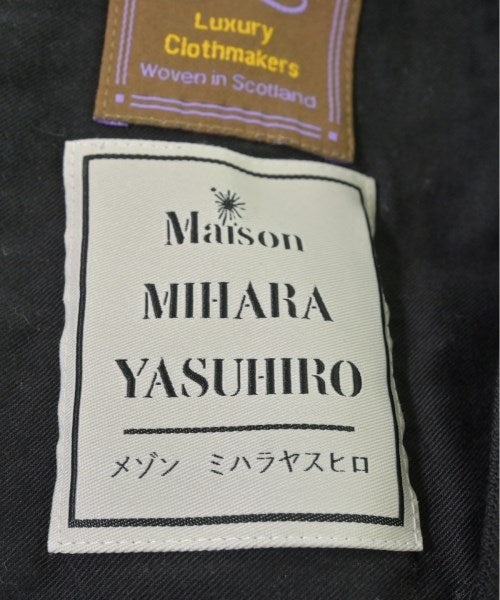 Luxury
Clothmakers
Woven in Scotland
Maison
MIHARA
YASUHIRO
メゾン ミハラヤスヒロ